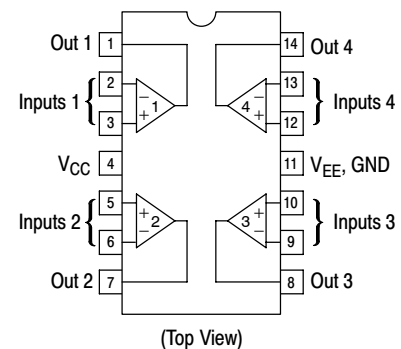 Out 1 1 14 Out 4
Inputs 1 { 2 − 1 4 − 13 } Inputs 4
3 + + 12
VCC 4 11 VEE, GND
Inputs 2 { 5 + 2 3 + 10 } Inputs 3
6 − − 9
Out 2 7 8 Out 3
(Top View)